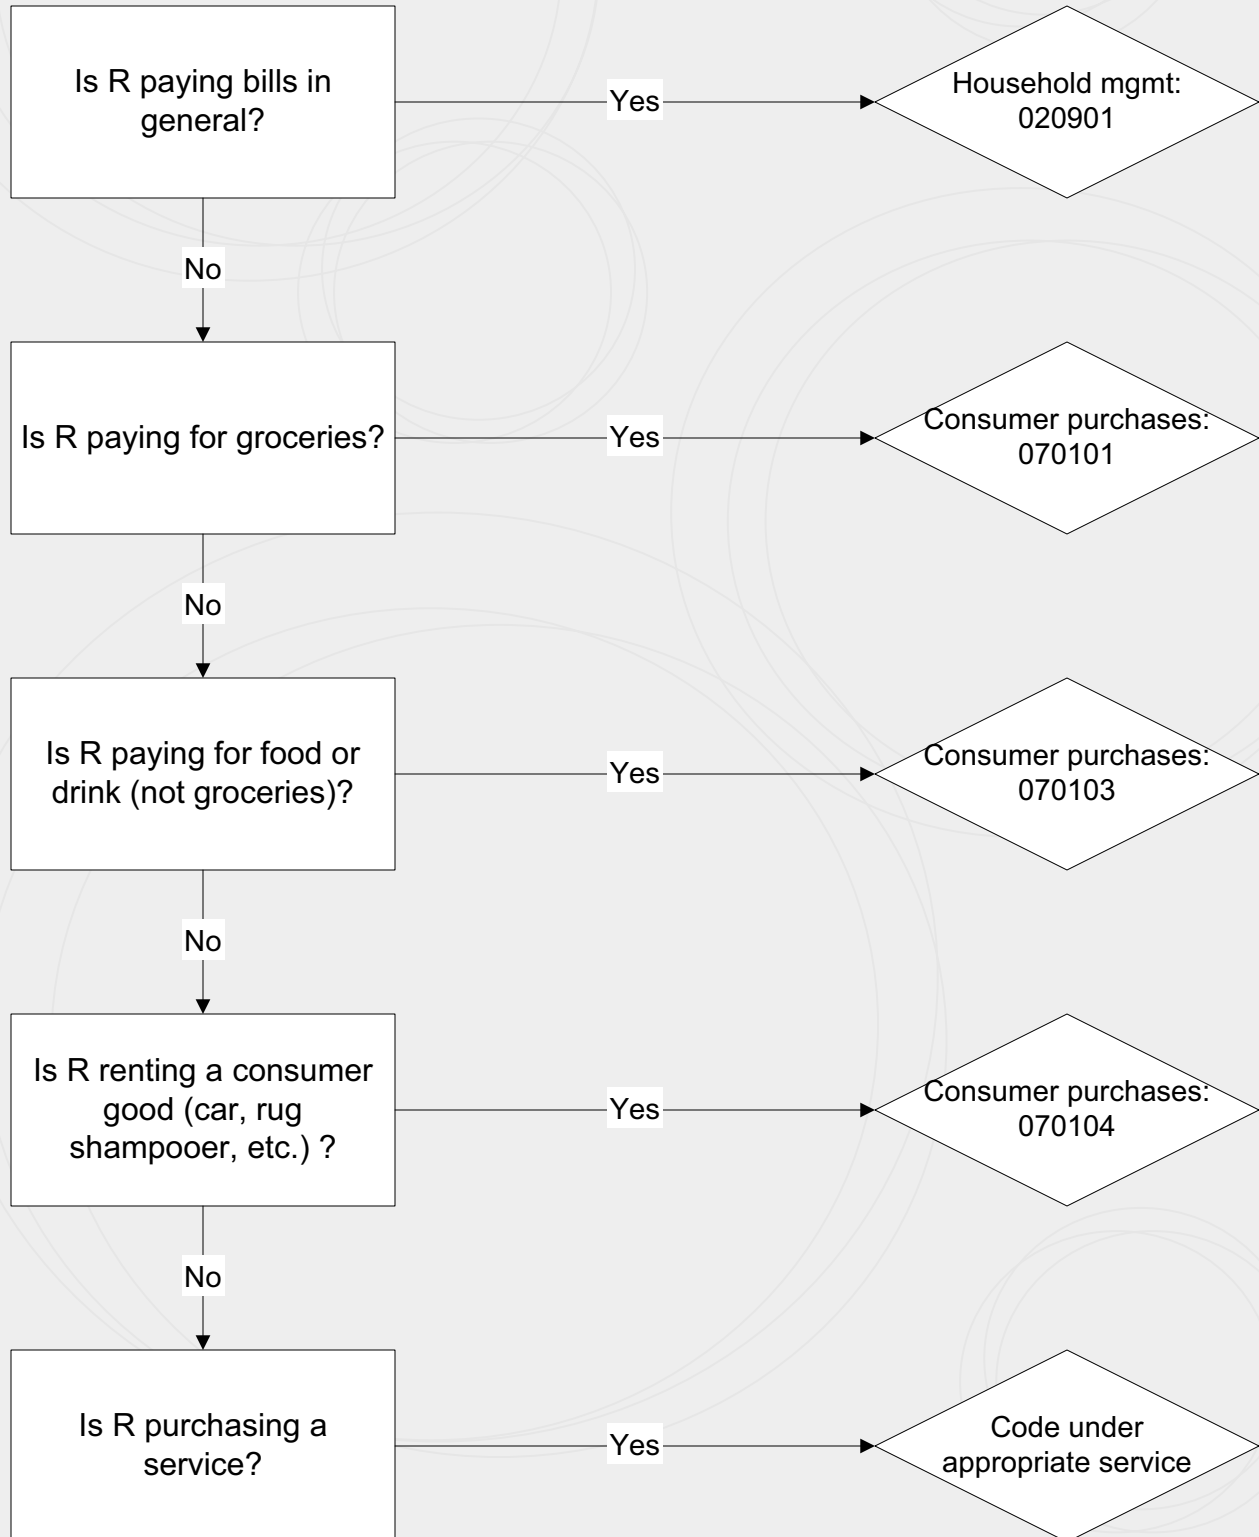 Is R paying bills in
general?
Yes
Household mgmt:
020901
No
Is R paying for groceries?
Yes
Consumer purchases:
070101
No
Is R paying for food or
drink (not groceries)?
Yes
Consumer purchases:
070103
No
Is R renting a consumer
good (car, rug
shampooer, etc.) ?
Yes
Consumer purchases:
070104
No
Is R purchasing a
service?
Yes
Code under
appropriate service